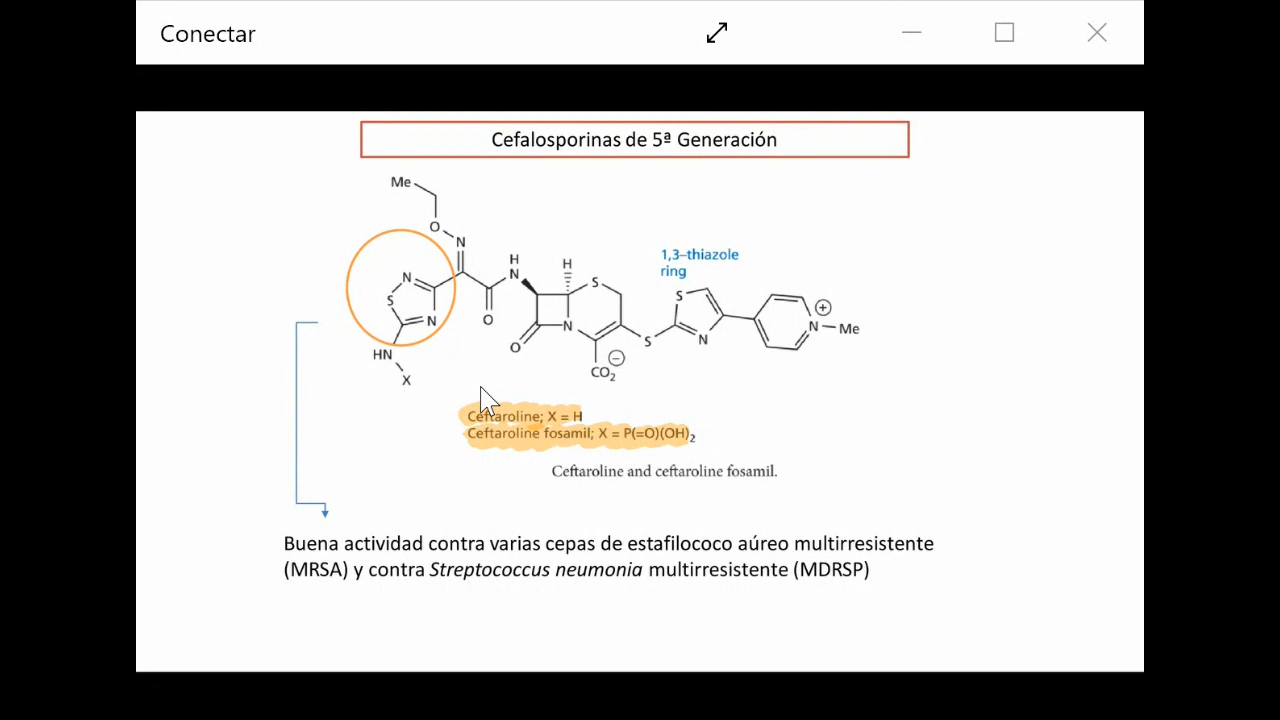 Conectar
Cefalosporinas de 5ª Generación
Me
O
N
H
N
H
S
1,3–thiazole
ring
N
S
N
O
O
N
S
S
N
N
+
Me
HN
X
CO2
−
Ceftaroline; X = H
Ceftaroline fosamil; X = P(=O)(OH)2
Ceftaroline and ceftaroline fosamil.
Buena actividad contra varias cepas de estafilococo aúreo multirresistente
(MRSA) y contra Streptococcus neumonia multirresistente (MDRSP)